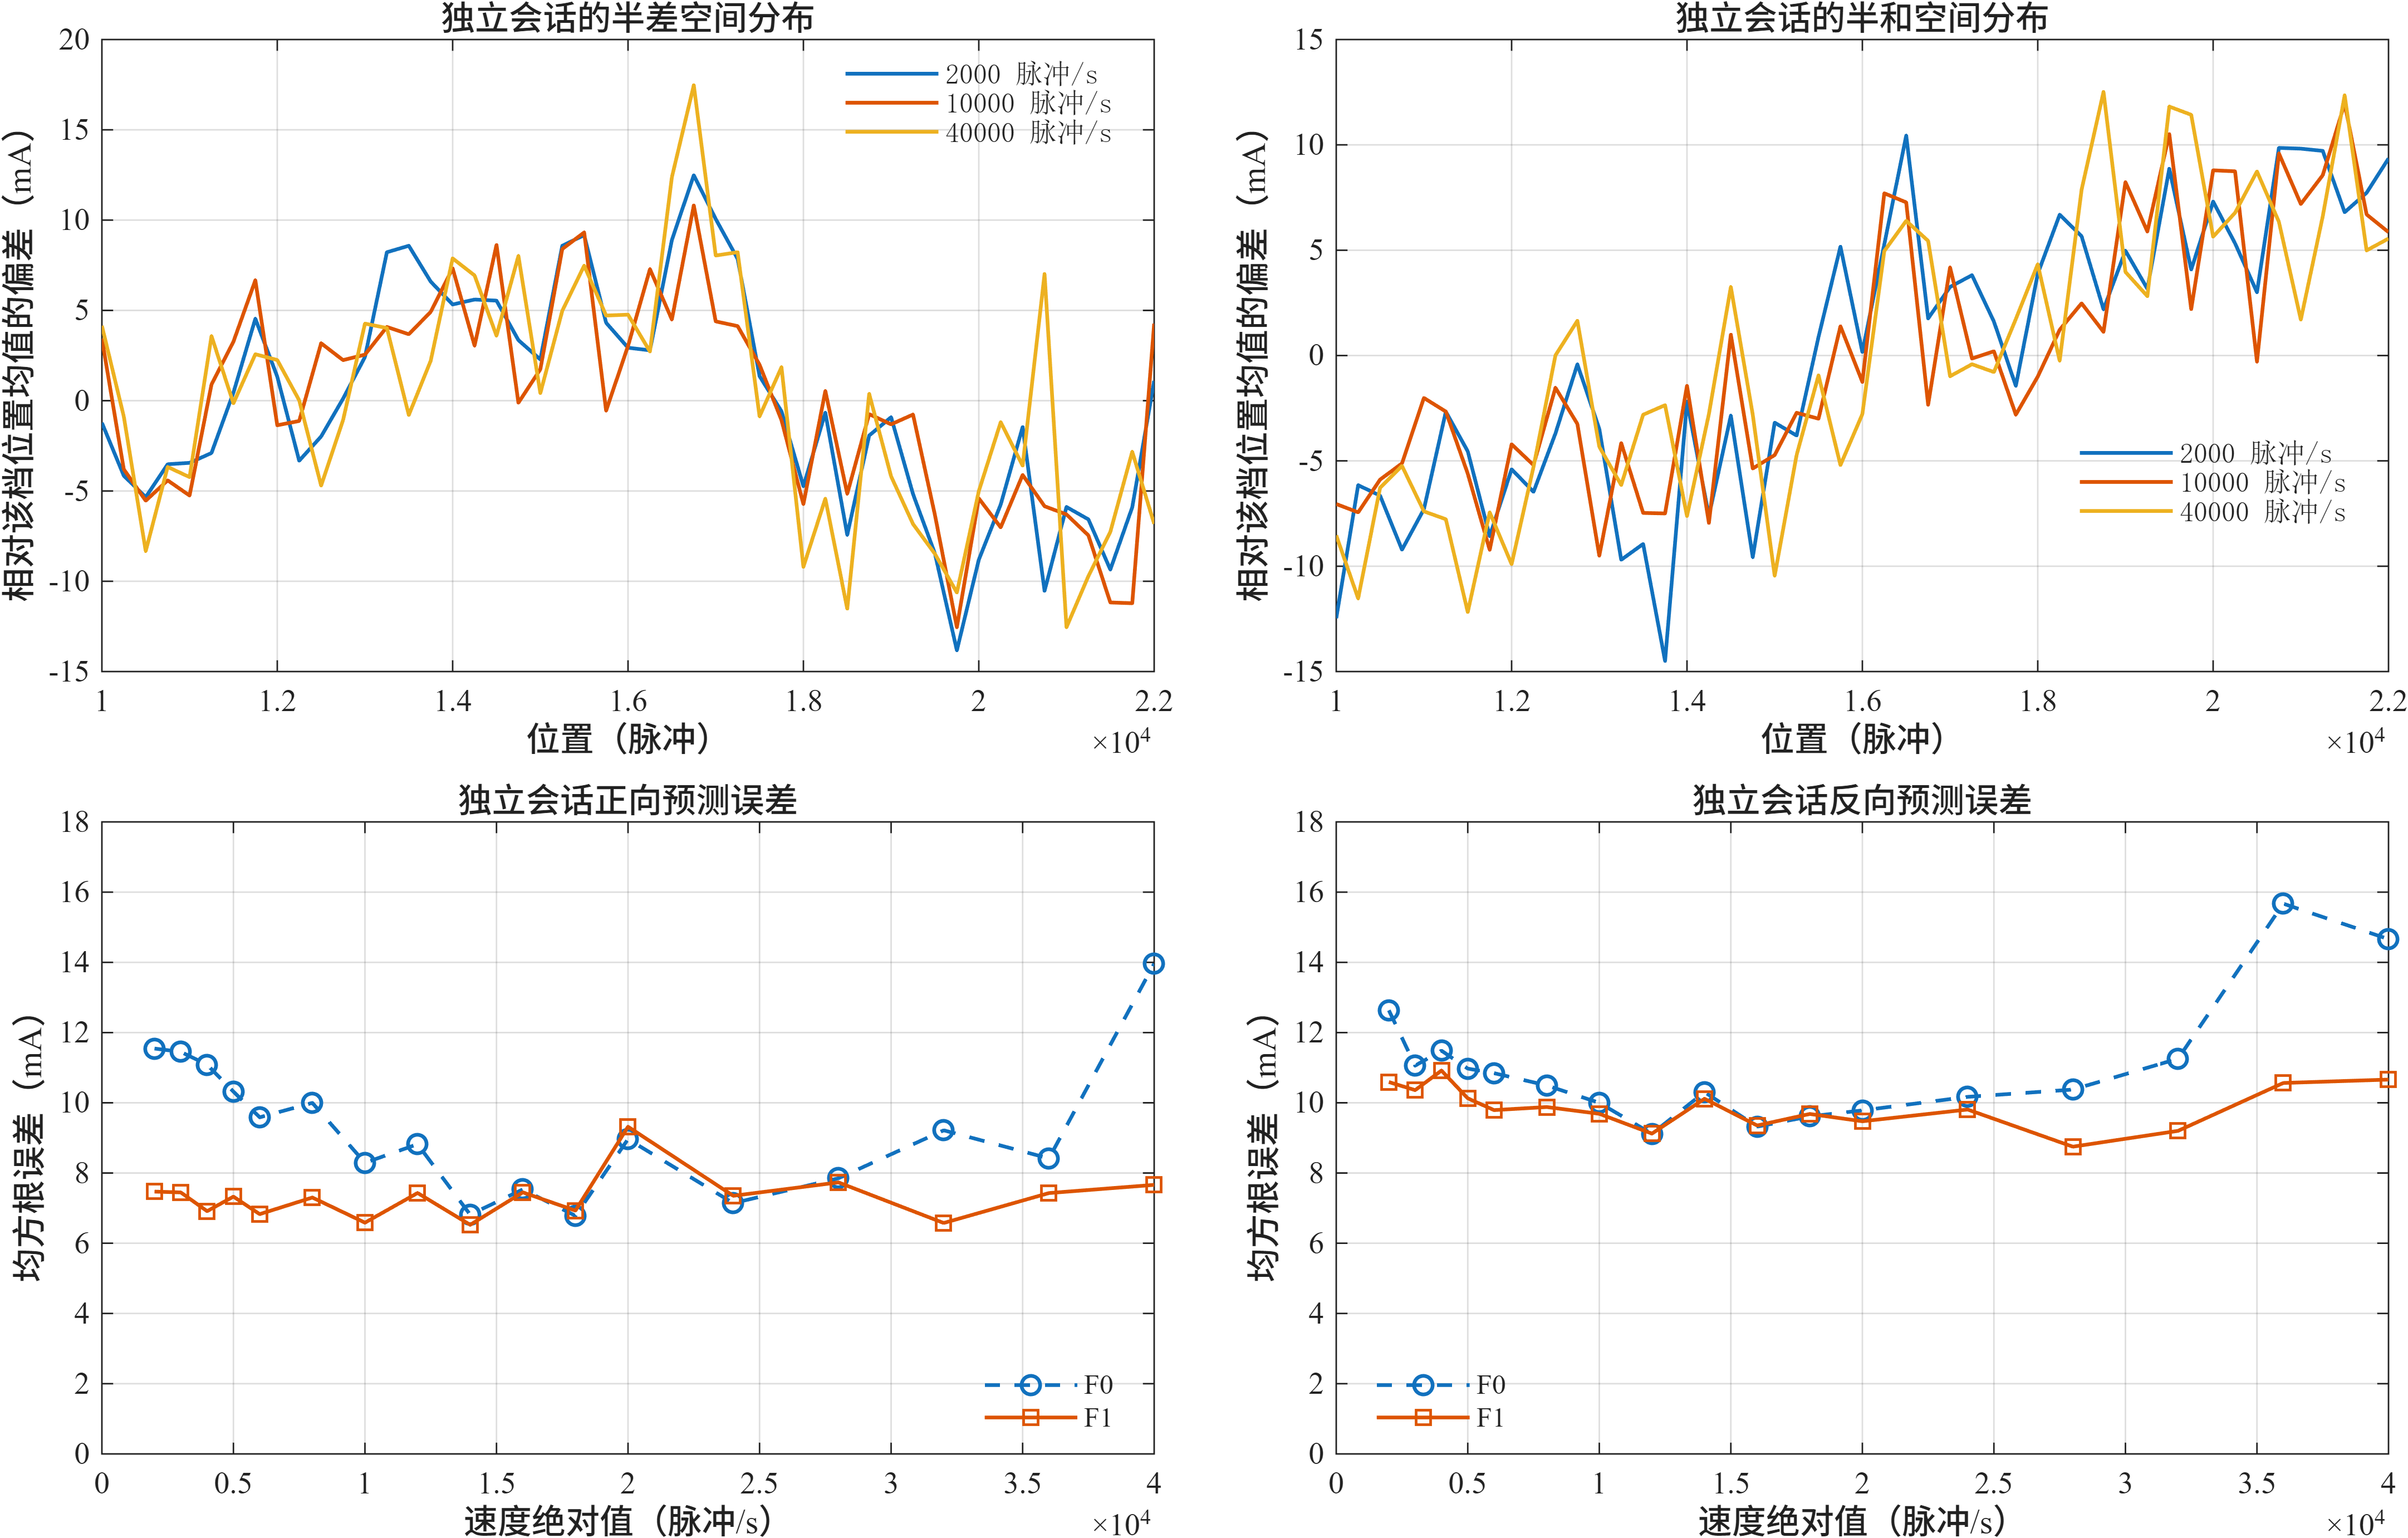 独立会话的半差空间分布
20
15
10
5
0
-5
-10
-15
相对该档位置均值的偏差（mA）
2000 脉冲/s
10000 脉冲/s
40000 脉冲/s
1 1.2 1.4 1.6 1.8 2 2.2
位置（脉冲）
×10⁴
独立会话的半和空间分布
15
10
5
0
-5
-10
-15
相对该档位置均值的偏差（mA）
2000 脉冲/s
10000 脉冲/s
40000 脉冲/s
1 1.2 1.4 1.6 1.8 2 2.2
位置（脉冲）
×10⁴
独立会话正向预测误差
18
16
14
12
10
8
6
4
2
0
均方根误差（mA）
F0
F1
0 0.5 1 1.5 2 2.5 3 3.5 4
速度绝对值（脉冲/s）
×10⁴
独立会话反向预测误差
18
16
14
12
10
8
6
4
2
0
均方根误差（mA）
F0
F1
0 0.5 1 1.5 2 2.5 3 3.5 4
速度绝对值（脉冲/s）
×10⁴